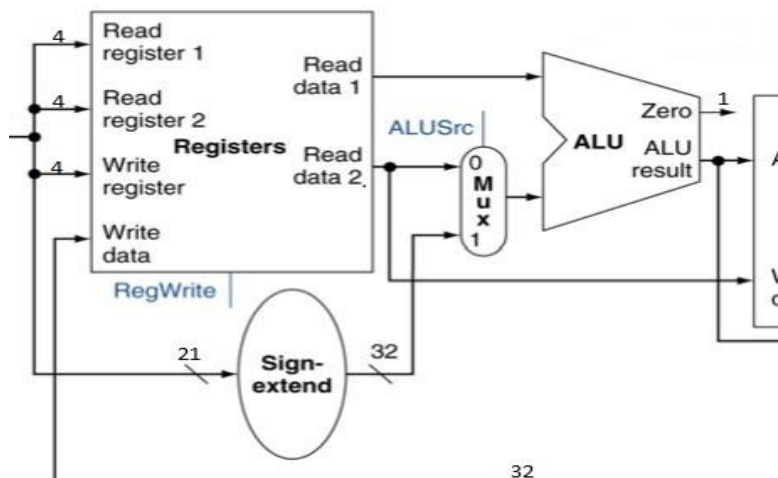 4
Read
register 1
4
Read
register 2
4
Write
register
Write
data
Registers
Read
data 1
Read
data 2.
RegWrite
ALUSrc
0
Mux
1
ALU
Zero
1
ALU
result
A
21
Sign-
extend
32
32